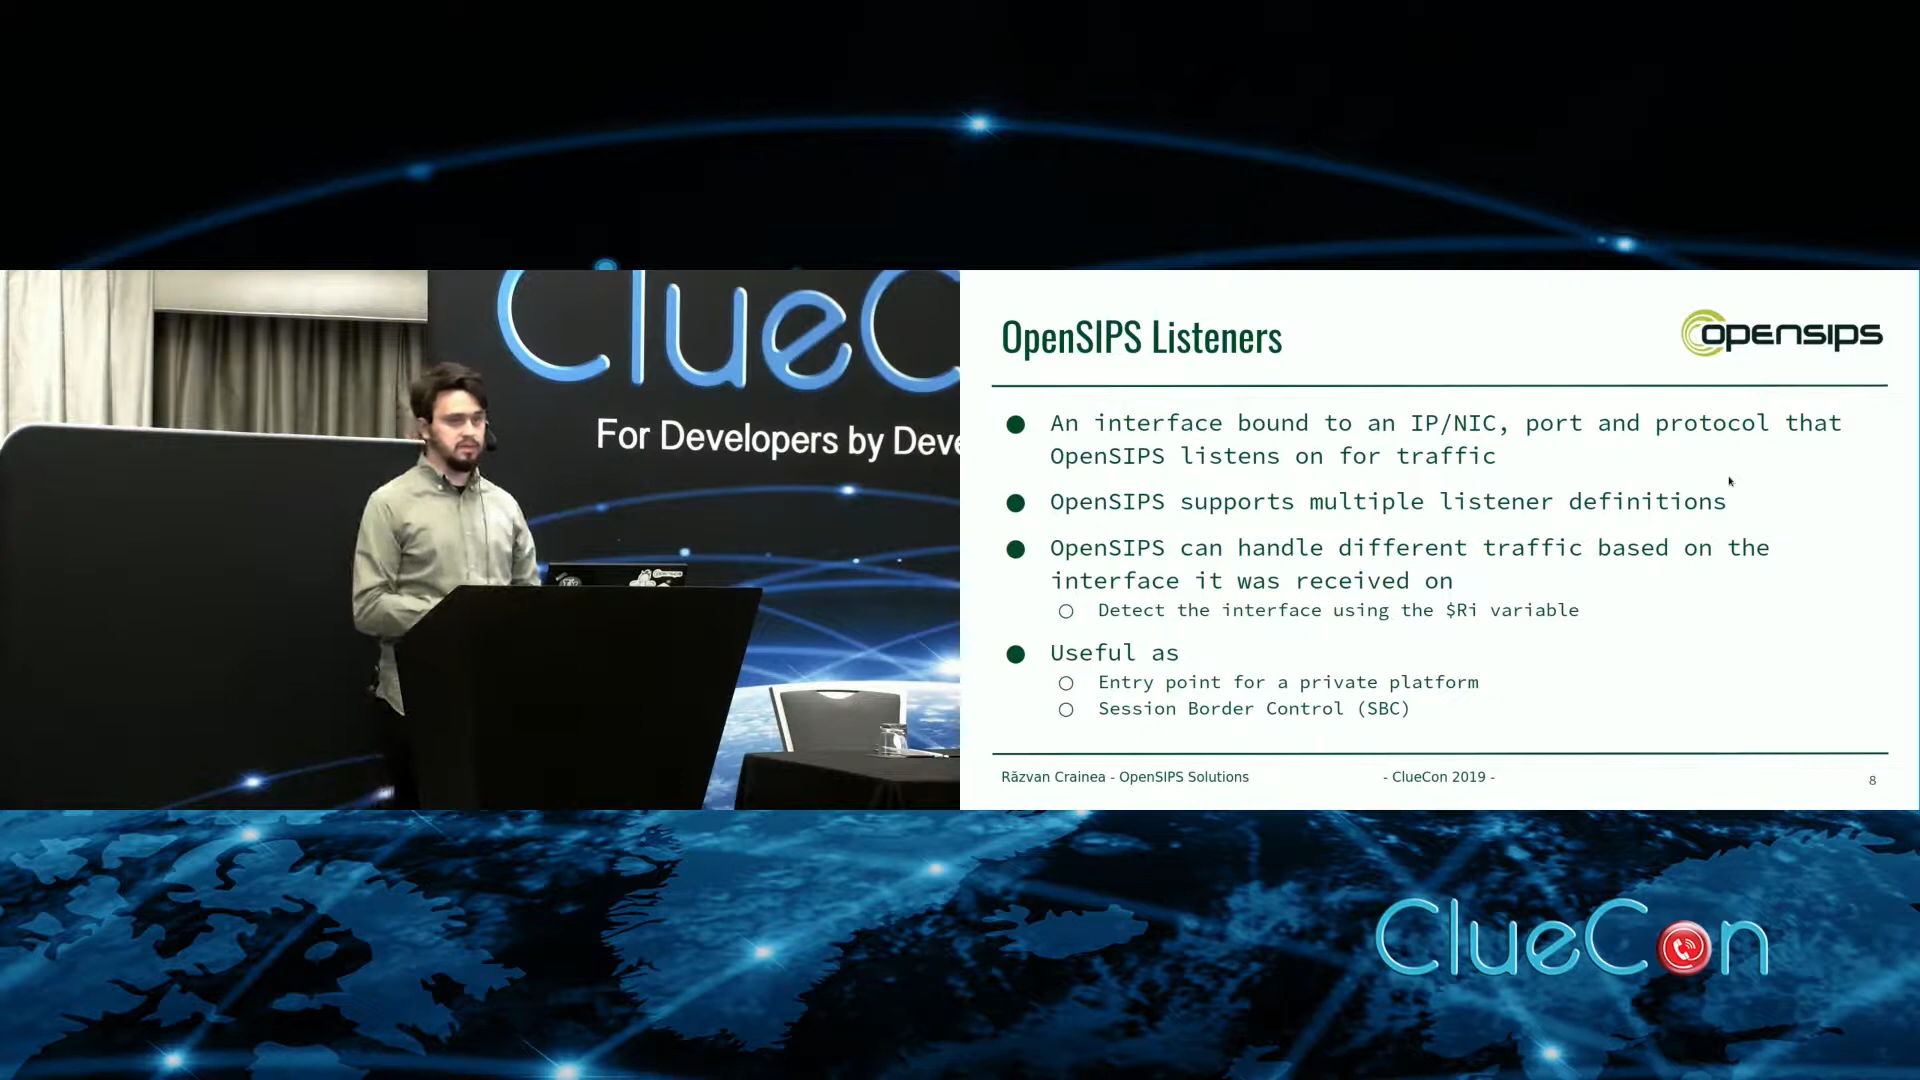 ClueC
For Developers by Deve
OpenSIPS Listeners
opensips
● An interface bound to an IP/NIC, port and protocol that
OpenSIPS listens on for traffic
● OpenSIPS supports multiple listener definitions
● OpenSIPS can handle different traffic based on the
interface it was received on
○ Detect the interface using the $Ri variable
● Useful as
○ Entry point for a private platform
○ Session Border Control (SBC)
Răzvan Crainea - OpenSIPS Solutions
- ClueCon 2019 -
8
ClueCon